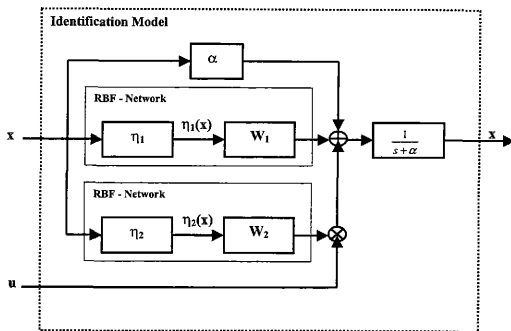 Identification Model
α
RBF - Network
x
η₁
η₁(x)
W₁
1
s+α
x
RBF - Network
η₂
η₂(x)
W₂
u